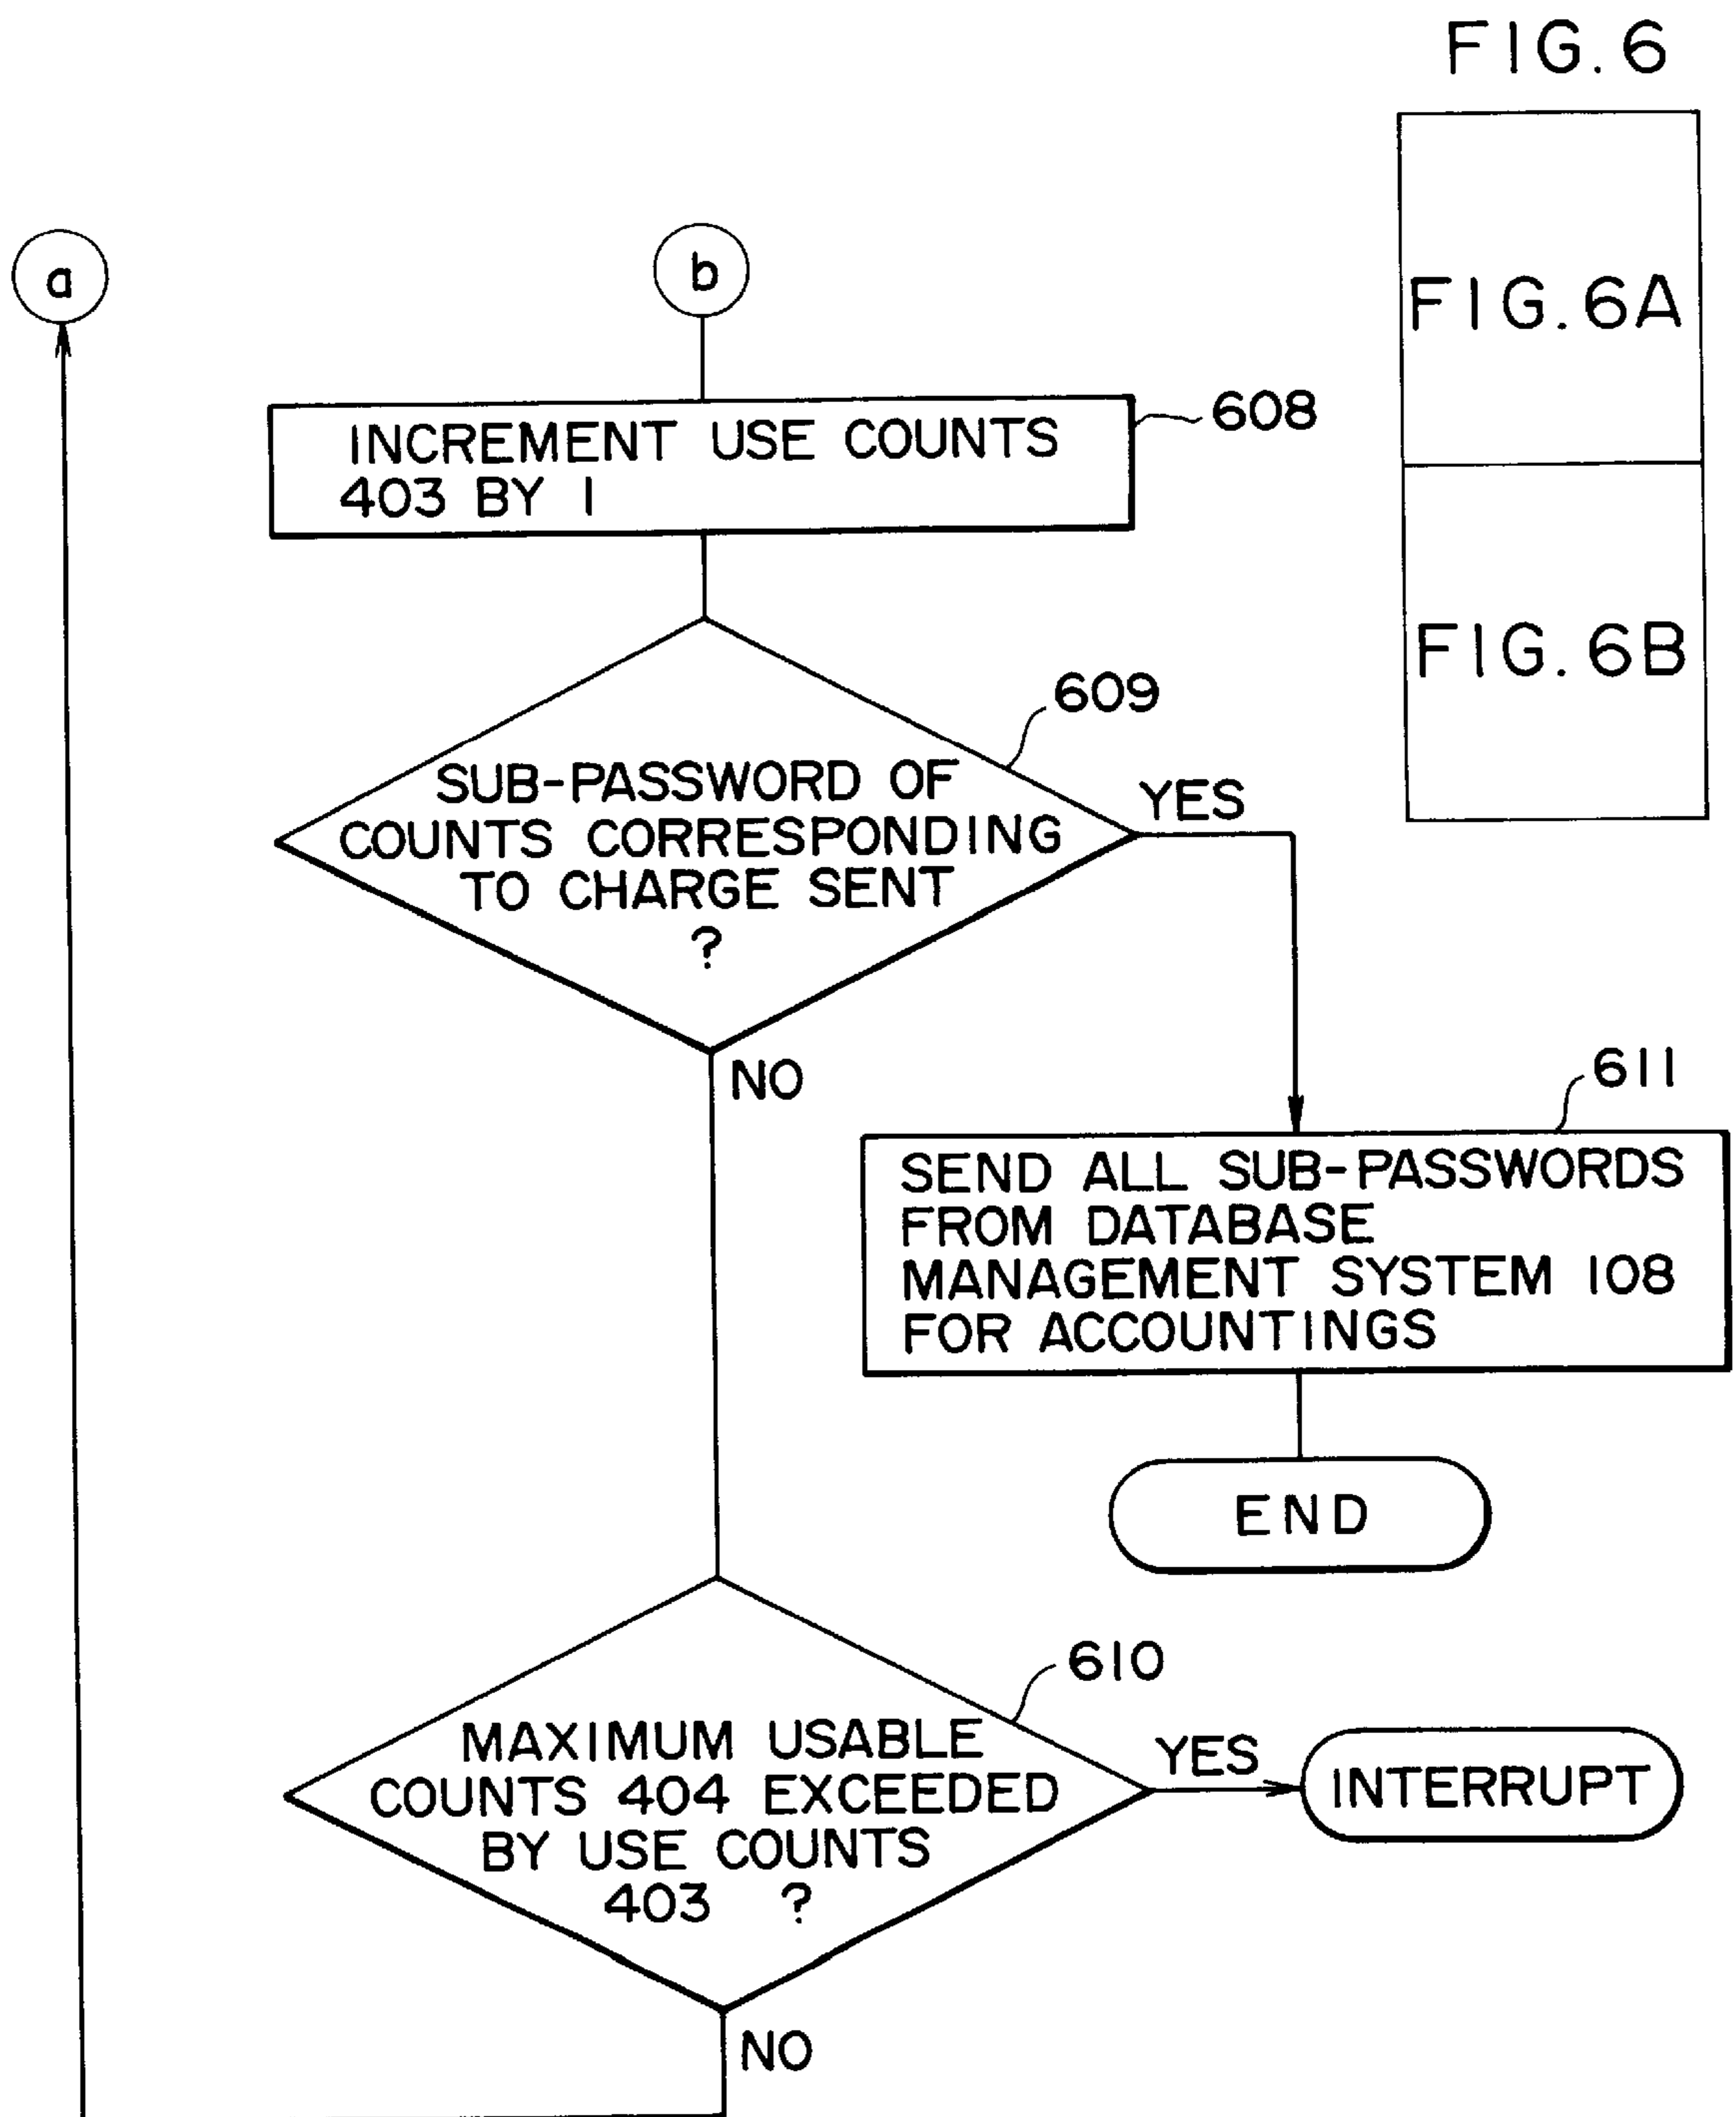 FIG. 6
FIG. 6A
FIG. 6B
a
b
608
INCREMENT USE COUNTS
403 BY 1
609
SUB-PASSWORD OF
COUNTS CORRESPONDING
TO CHARGE SENT
?
YES
NO
611
SEND ALL SUB-PASSWORDS
FROM DATABASE
MANAGEMENT SYSTEM 108
FOR ACCOUNTINGS
END
610
MAXIMUM USABLE
COUNTS 404 EXCEEDED
BY USE COUNTS
403 ?
YES
INTERRUPT
NO